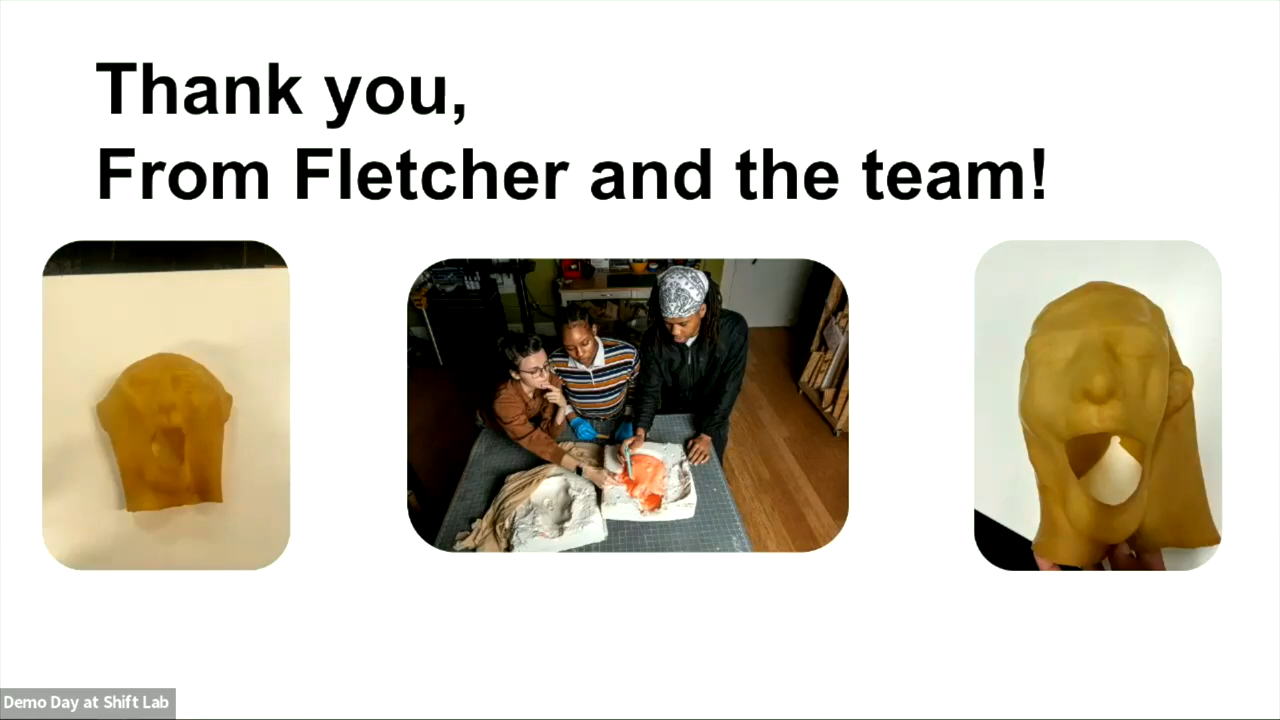 Thank you,
From Fletcher and the team!
Demo Day at Shift Lab